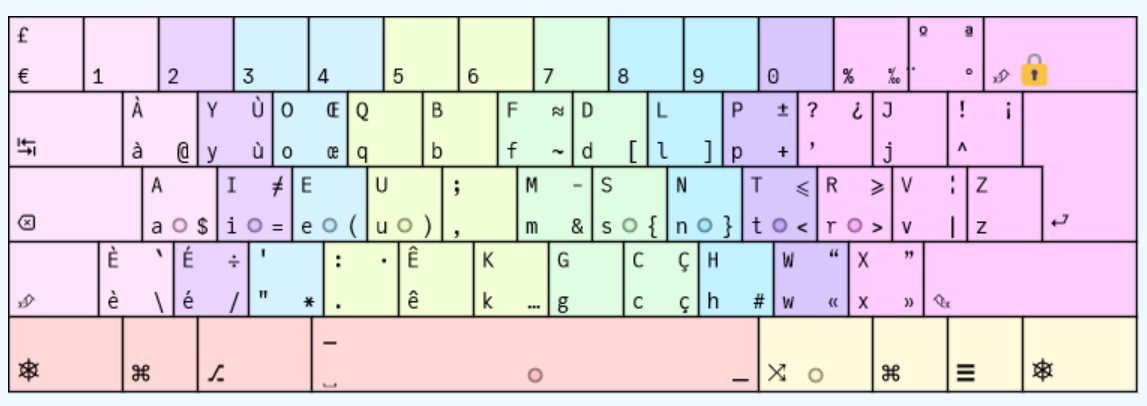 £ º ª
€ 1 2 3 4 5 6 7 8 9 0 % ‰ ¨ °
À Y Ù O Œ Q B F ≈ D L P ± ? ¿ J ! ¡
à @ y ù o œ q b f ~ d [ l ] p + ’ j ^
A I ≠ E U ; M - S N T ⩽ R ⩾ V ¦ Z
a $ i = e ( u ) , m & s { n } t < r > v | z
È ` É ÷ ' : · Ê K G C Ç H W “ X ”
è \ é / " * . ê k … g c ç h # w « x »
–
⌘ _ ⌘